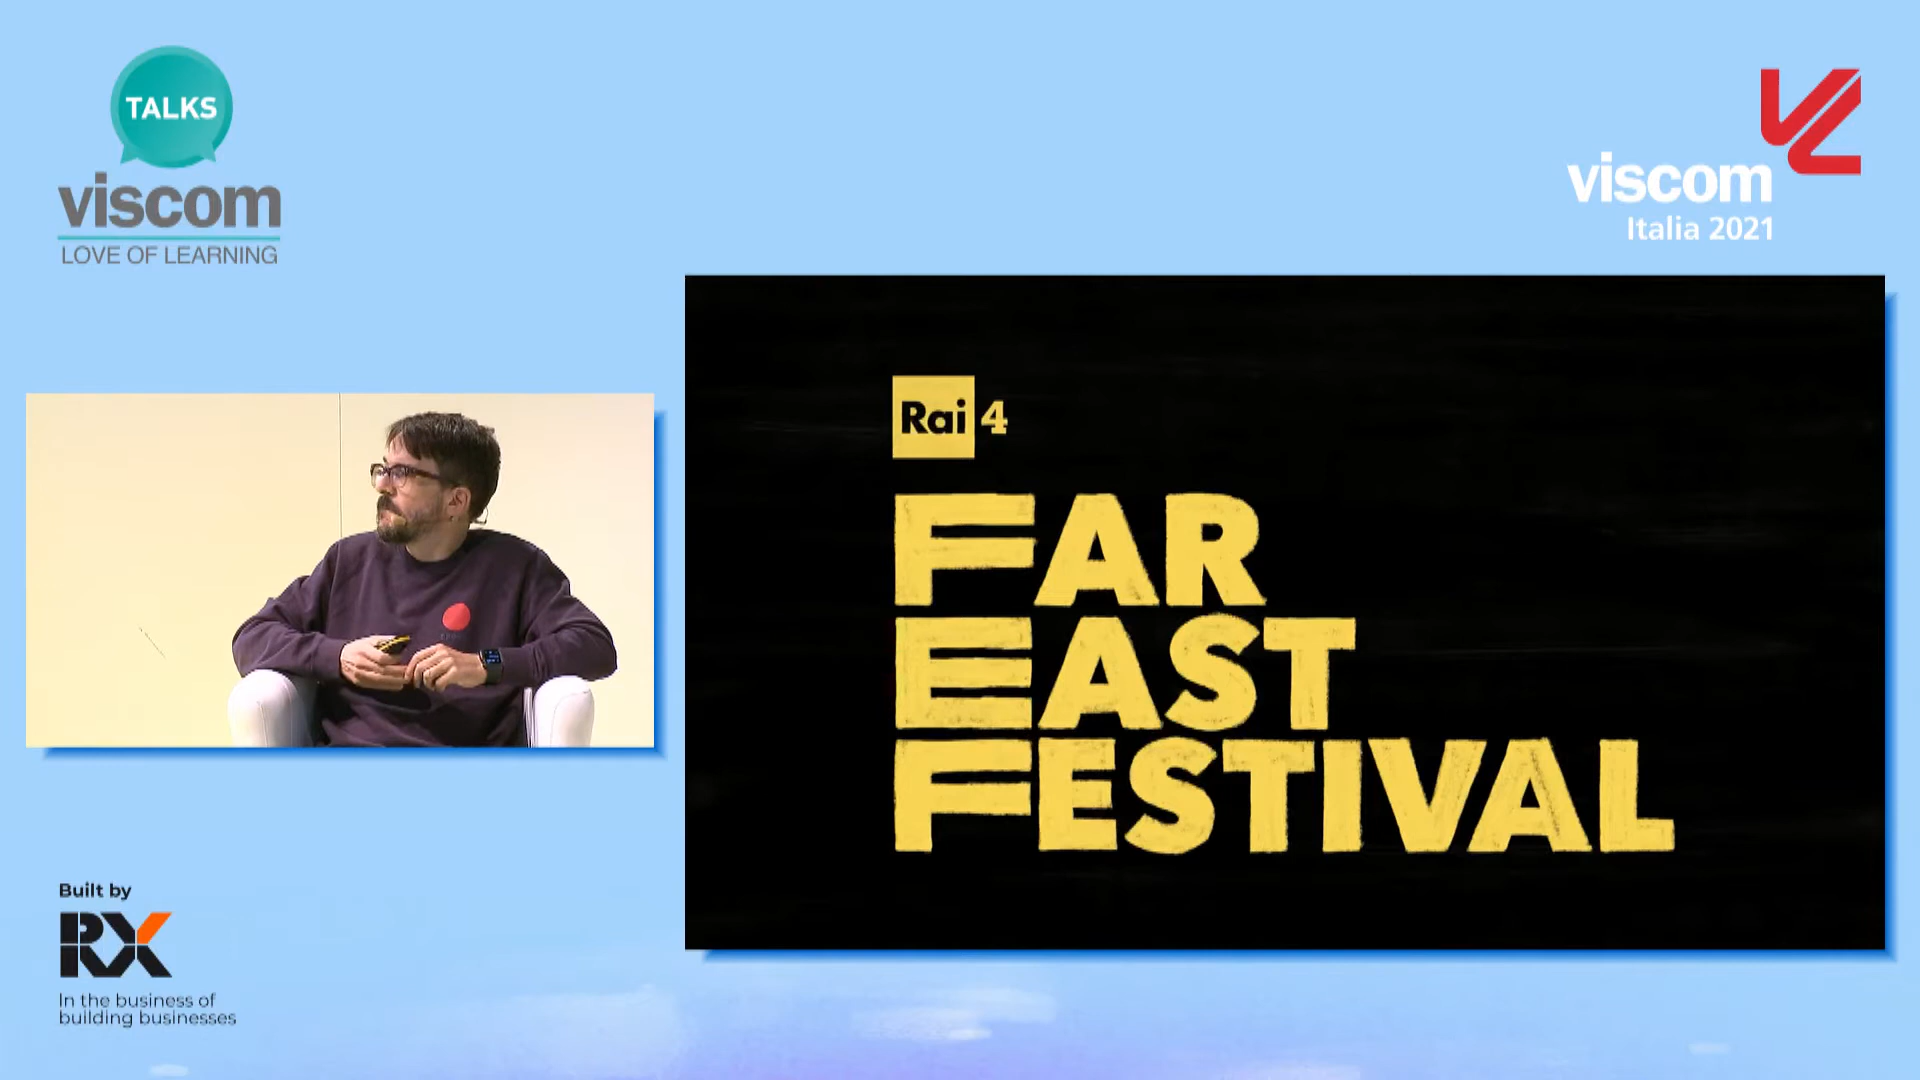 TALKS
viscom
LOVE OF LEARNING
viscom
Italia 2021
Rai 4
FAR
EAST
FESTIVAL
Built by
RX
In the business of
building businesses